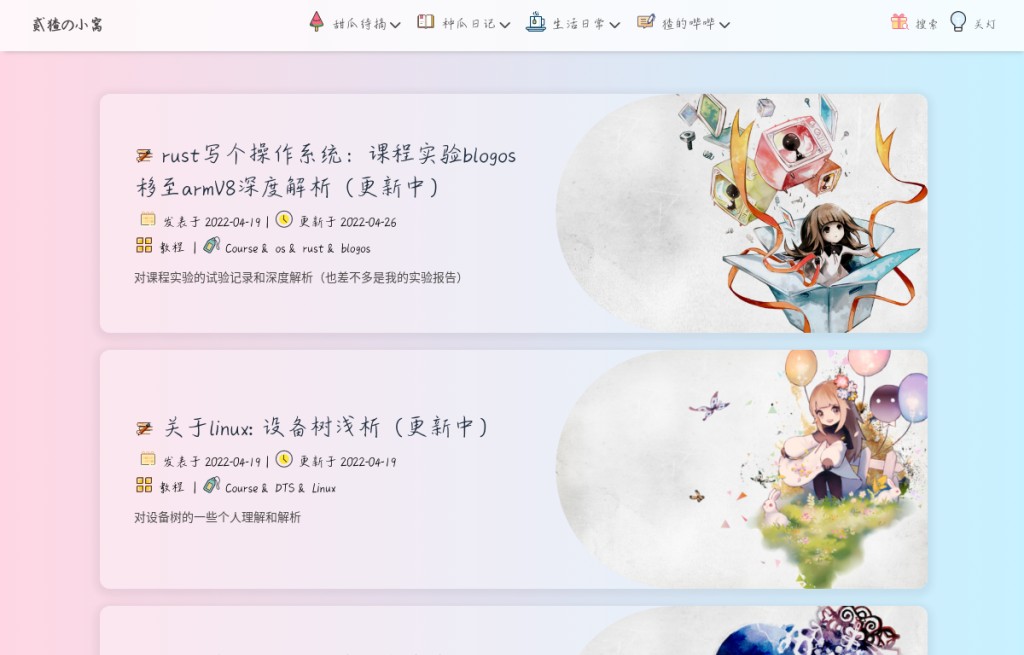 贰猹の小窝
甜瓜待摘
种瓜日记
生活日常
猹的哔哔
搜索
关灯
rust写个操作系统：课程实验blogos
移至armV8深度解析（更新中）
发表于 2022-04-19 | 更新于 2022-04-26
教程 | Course & os & rust & blogos
对课程实验的试验记录和深度解析（也差不多是我的实验报告）
关于linux: 设备树浅析（更新中）
发表于 2022-04-19 | 更新于 2022-04-19
教程 | Course & DTS & Linux
对设备树的一些个人理解和解析